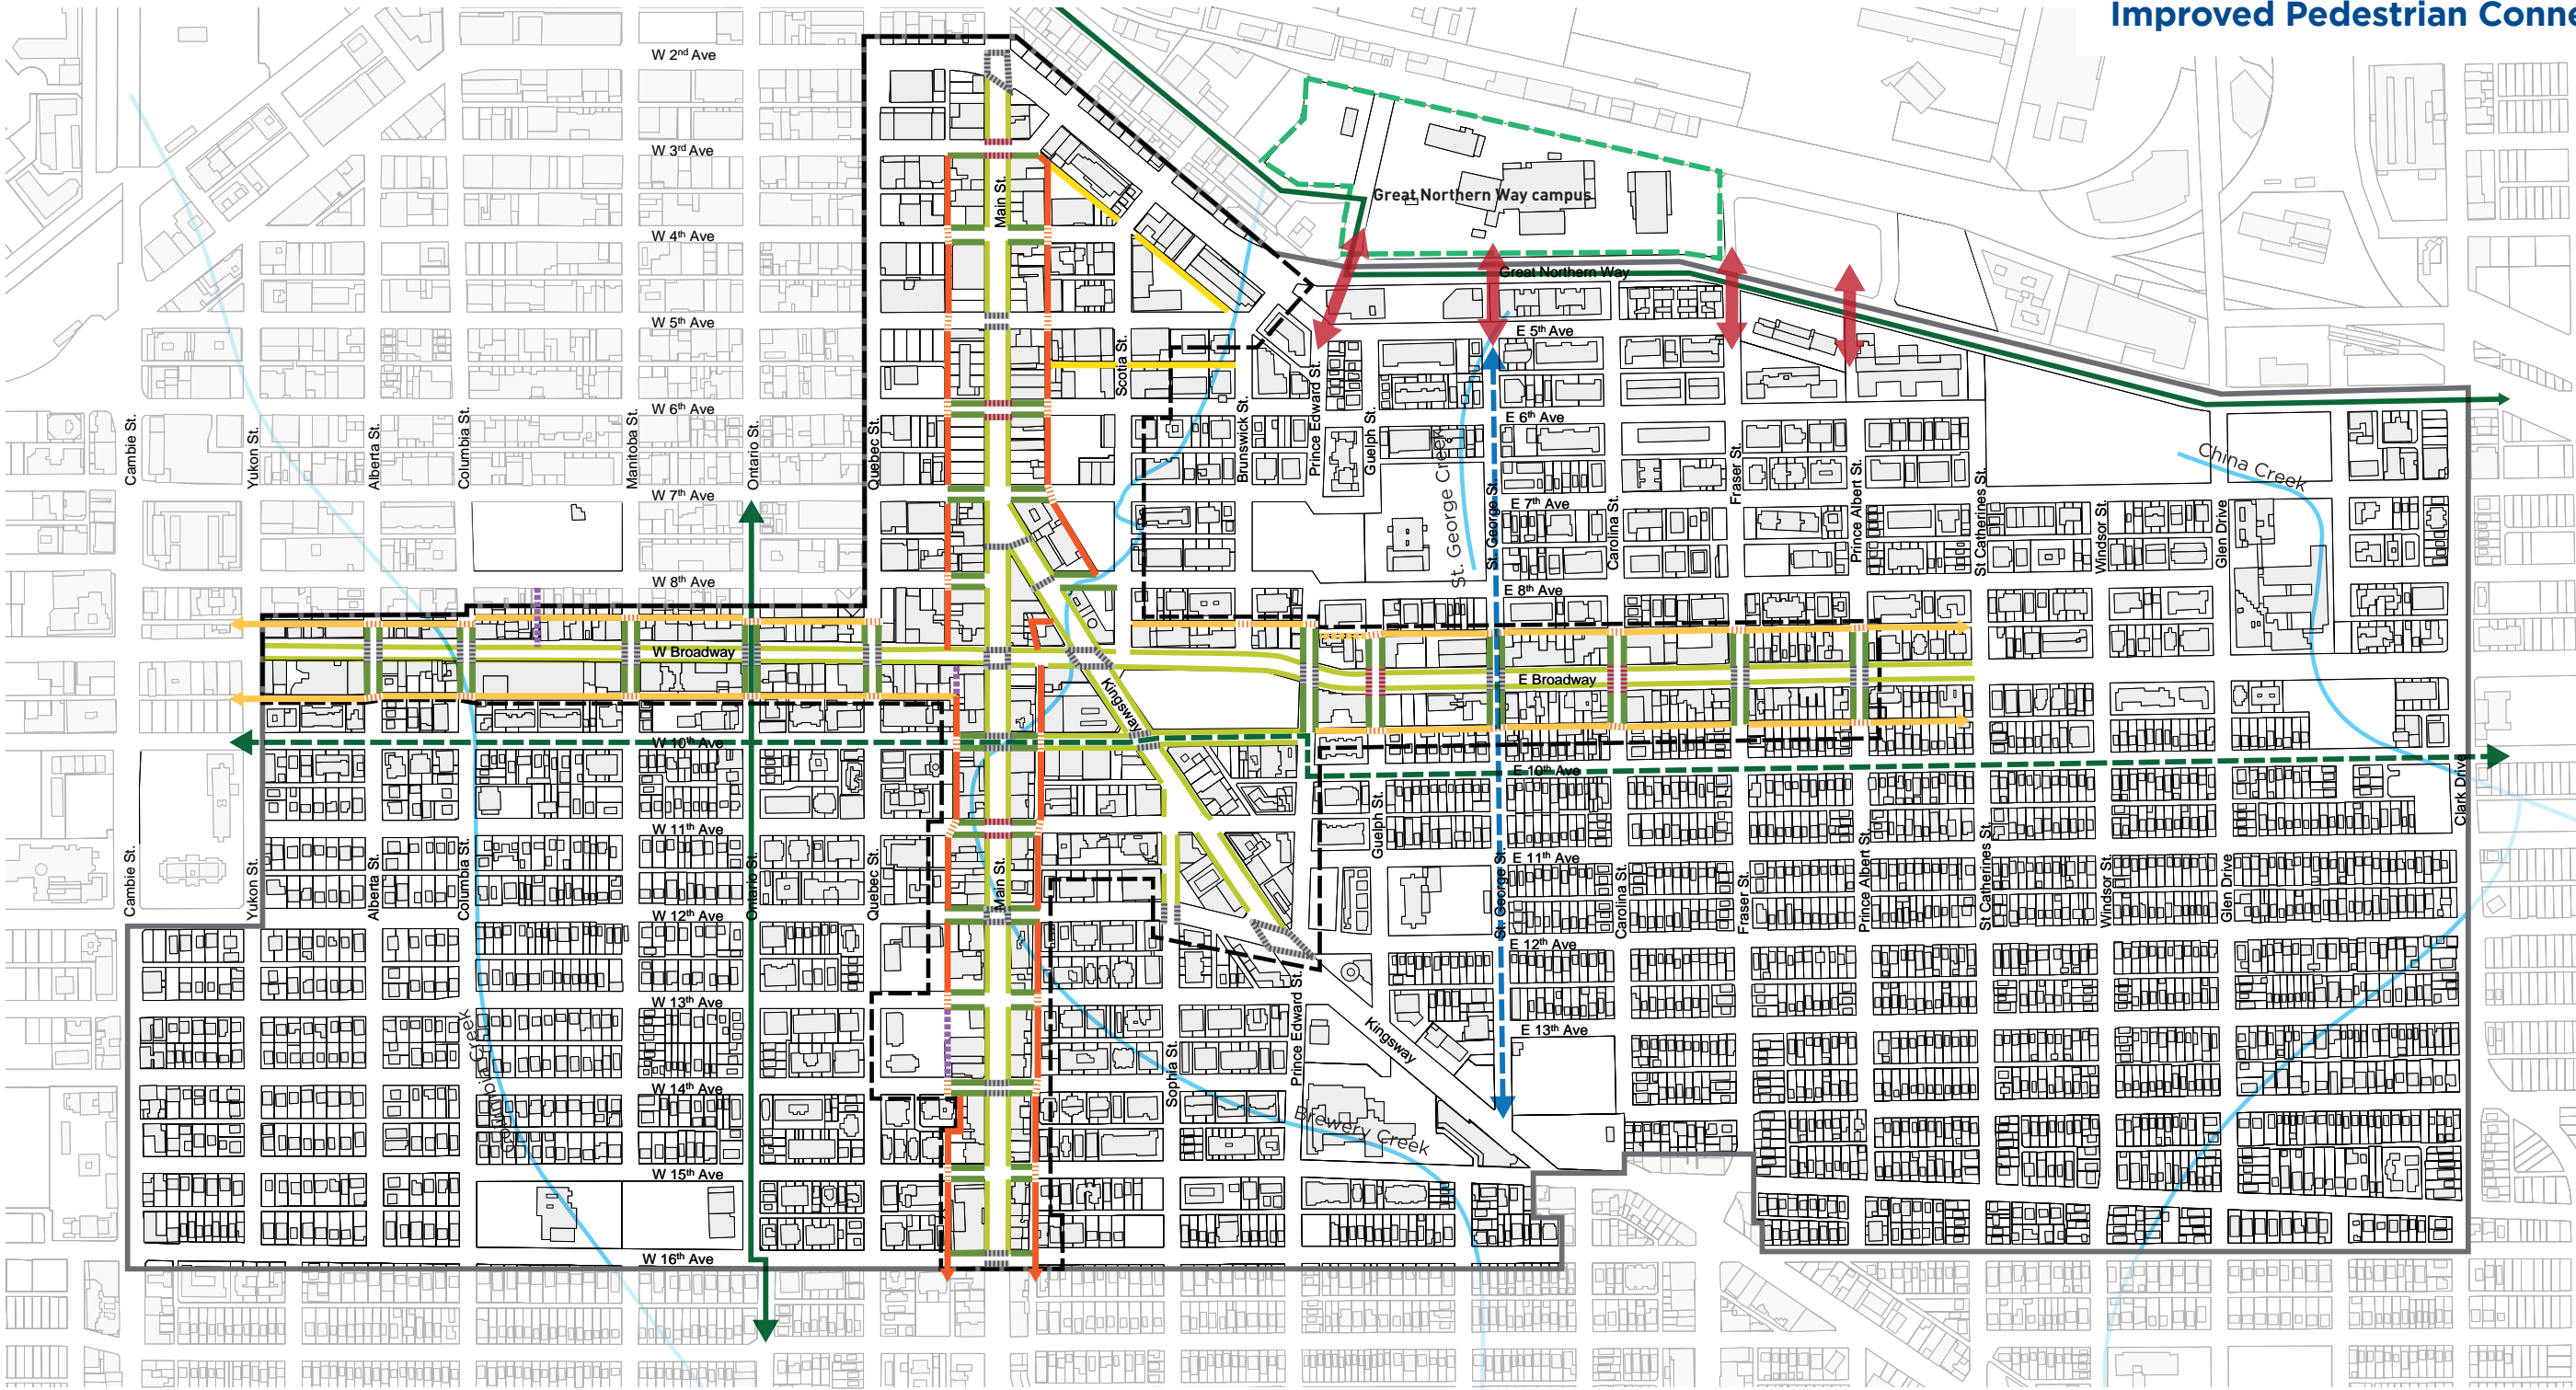 Improved Pedestrian Conne
W 2nd Ave
W 3rd Ave
Main St.
Great Northern Way campus
W 4th Ave
Great Northern Way
W 5th Ave
E 5th Ave
Scotia St.
Prince Edward St.
W 6th Ave
E 6th Ave
Cambie St.
Yukon St.
Alberta St.
Columbia St.
Manitoba St.
Ontario St.
Quebec St.
Brunswick St.
Guelph St.
St. George Creek
St. George St.
Carolina St.
Fraser St.
Prince Albert St.
St Catherines St.
Windsor St.
Glen Drive
China Creek
W 7th Ave
E 7th Ave
W 8th Ave
E 8th Ave
W Broadway
E Broadway
Kingsway
W 10th Ave
E 10th Ave
Clark Drive
W 11th Ave
E 11th Ave
Cambie St.
Yukon St.
Alberta St.
Columbia St.
Ontario St.
Quebec St.
Main St.
Guelph St.
St. George St.
Carolina St.
Fraser St.
Prince Albert St.
St Catherines St.
Windsor St.
Glen Drive
W 12th Ave
E 12th Ave
W 13th Ave
E 13th Ave
Prince Edward St.
Kingsway
Columbia Creek
Sophia St.
W 14th Ave
Brewery Creek
W 15th Ave
W 16th Ave